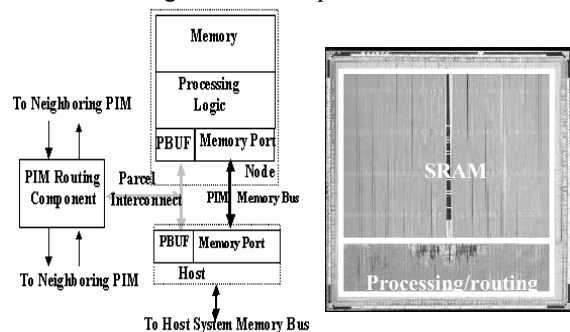 Memory
Processing
Logic
To Neighboring PIM
PBUF
Memory Port
Node
PIM Routing
Component
Parcel
Interconnect
PIM Memory Bus
SRAM
PBUF
Memory Port
To Neighboring PIM
Host
Processing/routing
To Host System Memory Bus